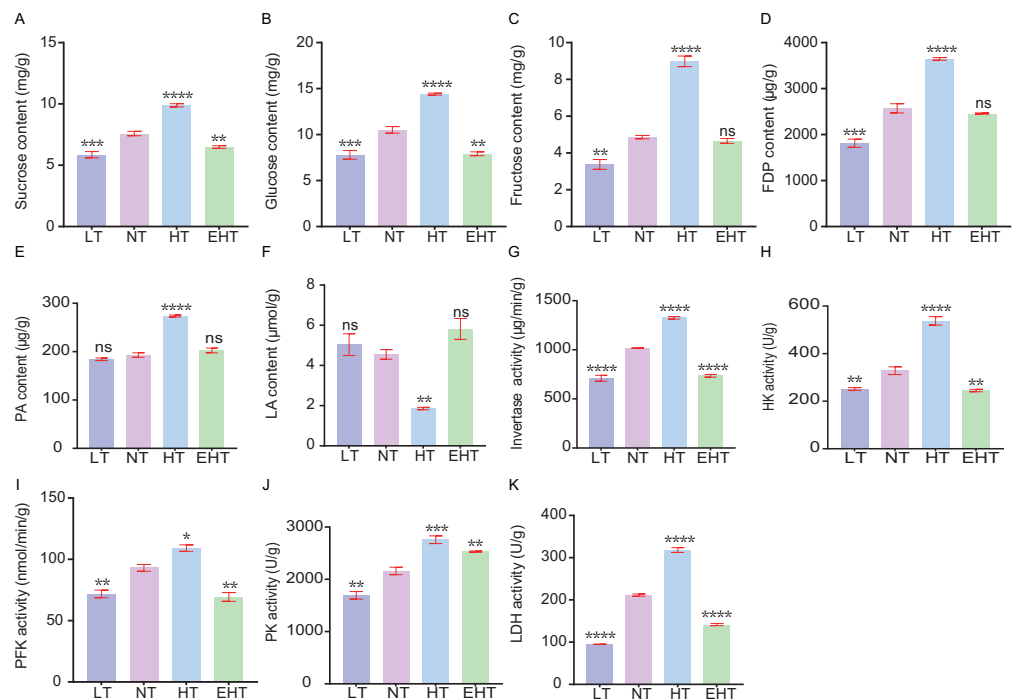 A
Sucrose content (mg/g)
15
10
5
0
***
****
**
LT NT HT EHT
B
Glucose content (mg/g)
20
15
10
5
0
***
****
**
LT NT HT EHT
C
Fructose content (mg/g)
10
8
6
4
2
0
**
****
ns
LT NT HT EHT
D
FDP content (μg/g)
4000
3000
2000
1000
0
***
****
ns
LT NT HT EHT
E
PA content (μg/g)
300
200
100
0
ns
****
ns
LT NT HT EHT
F
LA content (μmol/g)
8
6
4
2
0
ns
**
ns
LT NT HT EHT
G
Invertase activity (μg/min/g)
1500
1000
500
0
****
****
****
LT NT HT EHT
H
HK activity (U/g)
600
400
200
0
**
****
**
LT NT HT EHT
I
PFK activity (nmol/min/g)
150
100
50
0
**
*
**
LT NT HT EHT
J
PK activity (U/g)
3000
2000
1000
0
**
***
**
LT NT HT EHT
K
LDH activity (U/g)
400
300
200
100
0
****
****
****
LT NT HT EHT